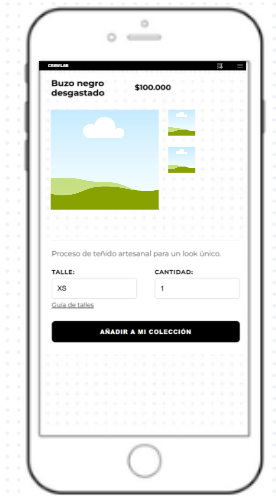 CRISOLAB
Buzo negro
desgastado
$100.000
Proceso de teñido artesanal para un look único.
TALLE:
CANTIDAD:
XS
1
Guía de talles
AÑADIR A MI COLECCIÓN